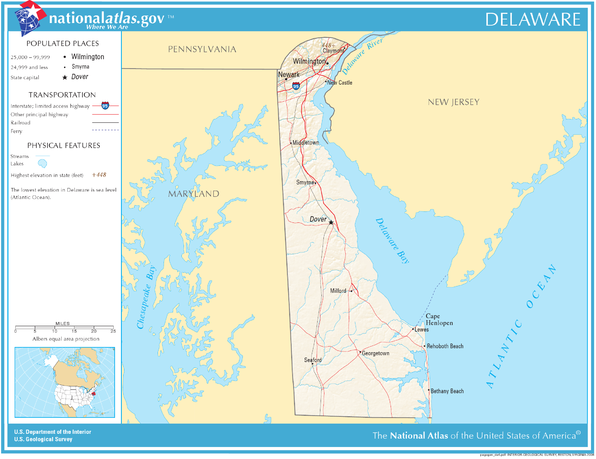 nationalatlas.gov™
Where We Are
DELAWARE
POPULATED PLACES
25,000 – 99,999 • Wilmington
24,999 and less • Smyrna
State capital ★ Dover
TRANSPORTATION
Interstate; limited access highway 95
Other principal highway
Railroad
Ferry
PHYSICAL FEATURES
Streams
Lakes
Highest elevation in state (feet) +448
The lowest elevation in Delaware is sea level
(Atlantic Ocean).
MILES
0 5 10 15 20 25
Albers equal area projection
U.S. Department of the Interior
U.S. Geological Survey
PENNSYLVANIA
448+
Claymont
Wilmington
Delaware River
Newark
95
New Castle
NEW JERSEY
Middletown
Smyrna
MARYLAND
Dover
Delaware Bay
Chesapeake Bay
Milford
Cape
Henlopen
Lewes
Rehoboth Beach
Georgetown
Seaford
Bethany Beach
ATLANTIC OCEAN
The National Atlas of the United States of America®